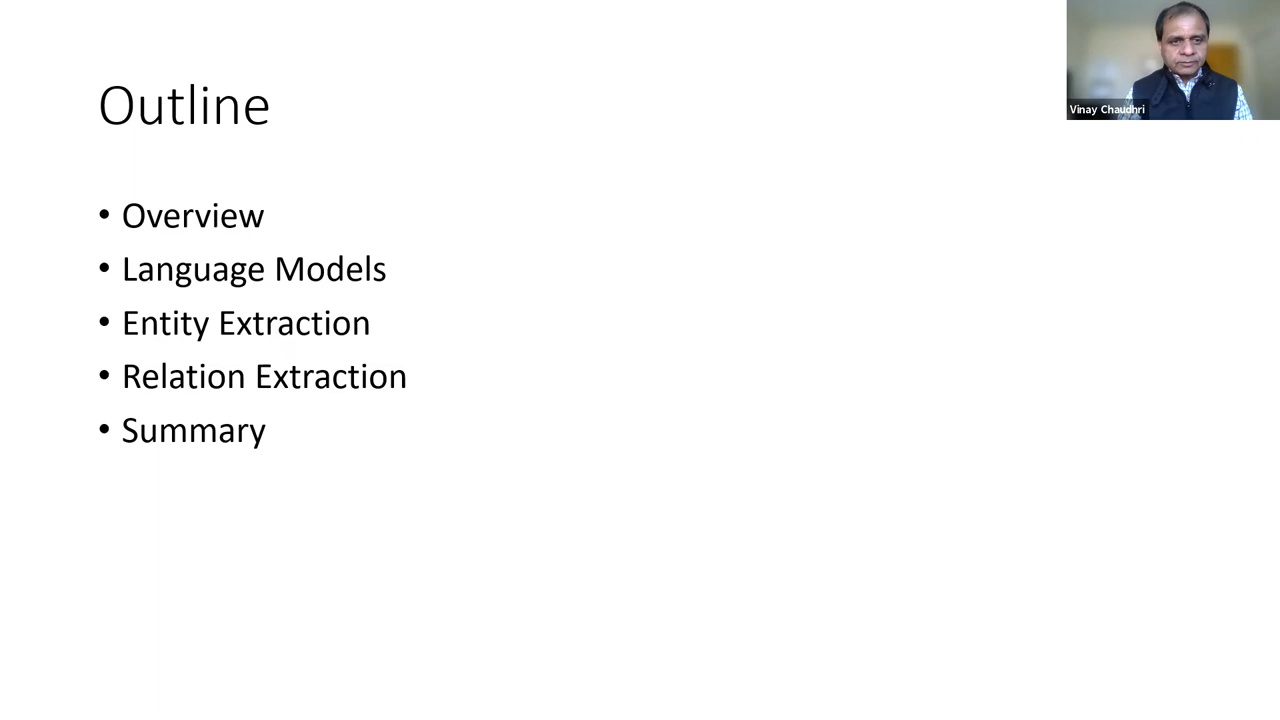 Outline
• Overview
• Language Models
• Entity Extraction
• Relation Extraction
• Summary
Vinay Chaudhri